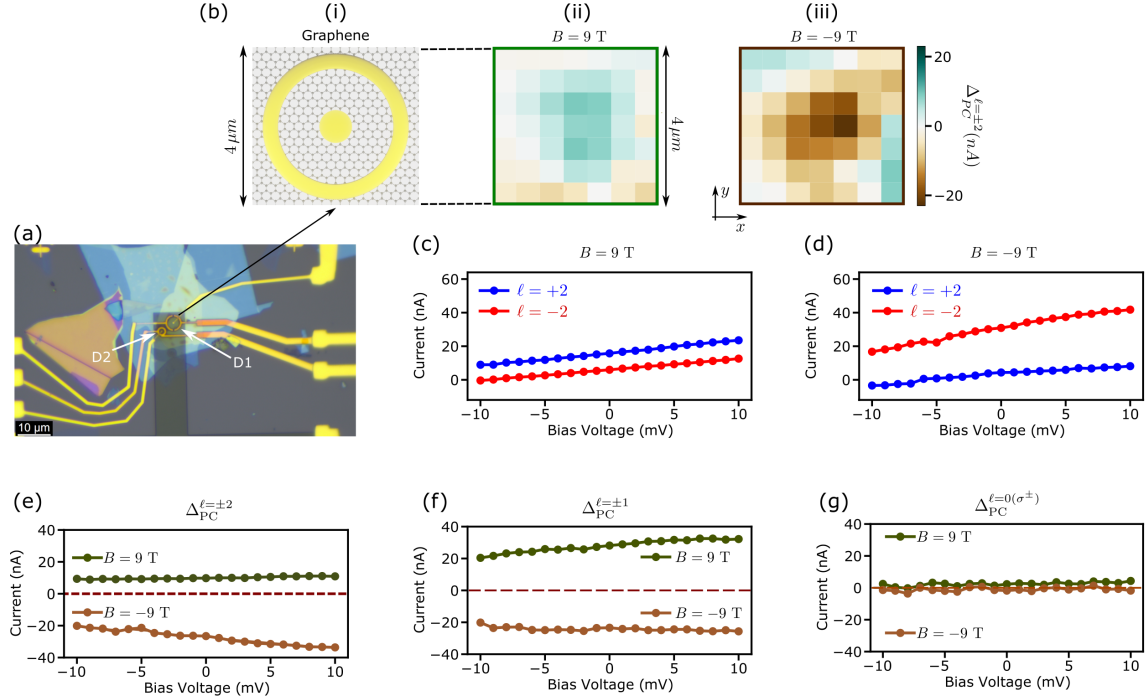 (b)
(i)
(ii)
(iii)
Graphene
B = 9 T
B = −9 T
4 μm
4 μm
20
0
−20
Δ_PC^{ℓ=±2}(nA)
y
x
(a)
D2
D1
10 μm
(c)
B = 9 T
ℓ = +2
ℓ = −2
Current (nA)
60
40
20
0
−10
−5
0
5
10
Bias Voltage (mV)
(d)
B = −9 T
ℓ = +2
ℓ = −2
Current (nA)
60
40
20
0
−10
−5
0
5
10
Bias Voltage (mV)
(e)
Δ_PC^{ℓ=±2}
B = 9 T
B = −9 T
Current (nA)
40
20
0
−20
−40
−10
−5
0
5
10
Bias Voltage (mV)
(f)
Δ_PC^{ℓ=±1}
B = 9 T
B = −9 T
Current (nA)
40
20
0
−20
−40
−10
−5
0
5
10
Bias Voltage (mV)
(g)
Δ_PC^{ℓ=0(σ^±)}
B = 9 T
B = −9 T
Current (nA)
40
20
0
−20
−40
−10
−5
0
5
10
Bias Voltage (mV)